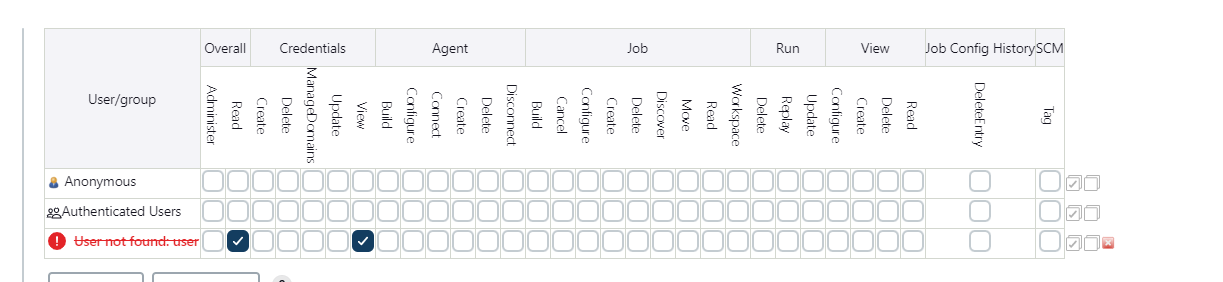 Overall Credentials Agent Job Run View Job Config History SCM
User/group
Administer Read Create Delete ManageDomains Update View Build Configure Connect Create Delete Disconnect Build Cancel Configure Create Delete Discover Move Read Workspace Delete Replay Update Configure Create Delete Read DeleteEntry Tag
Anonymous
Authenticated Users
User not found: user